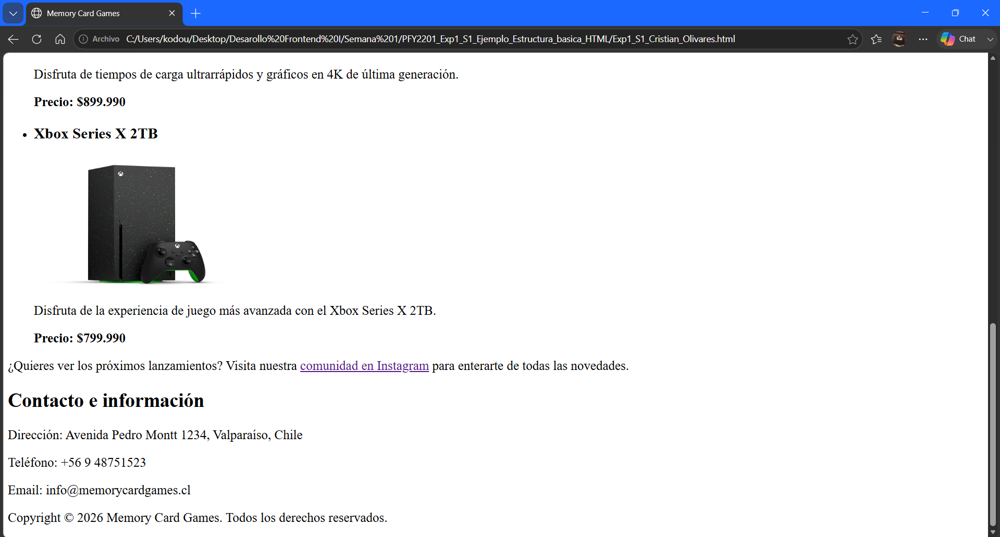 Memory Card Games
Archivo C:/Users/kodou/Desktop/Desarollo%20Frontend%20I/Semana%201/PFY2201_Exp1_S1_Ejemplo_Estructura_basica_HTML/Exp1_S1_Cristian_Olivares.html
Chat
Disfruta de tiempos de carga ultrarrápidos y gráficos en 4K de última generación.
Precio: $899.990
• Xbox Series X 2TB
Disfruta de la experiencia de juego más avanzada con el Xbox Series X 2TB.
Precio: $799.990
¿Quieres ver los próximos lanzamientos? Visita nuestra comunidad en Instagram para enterarte de todas las novedades.
Contacto e información
Dirección: Avenida Pedro Montt 1234, Valparaíso, Chile
Teléfono: +56 9 48751523
Email: info@memorycardgames.cl
Copyright © 2026 Memory Card Games. Todos los derechos reservados.